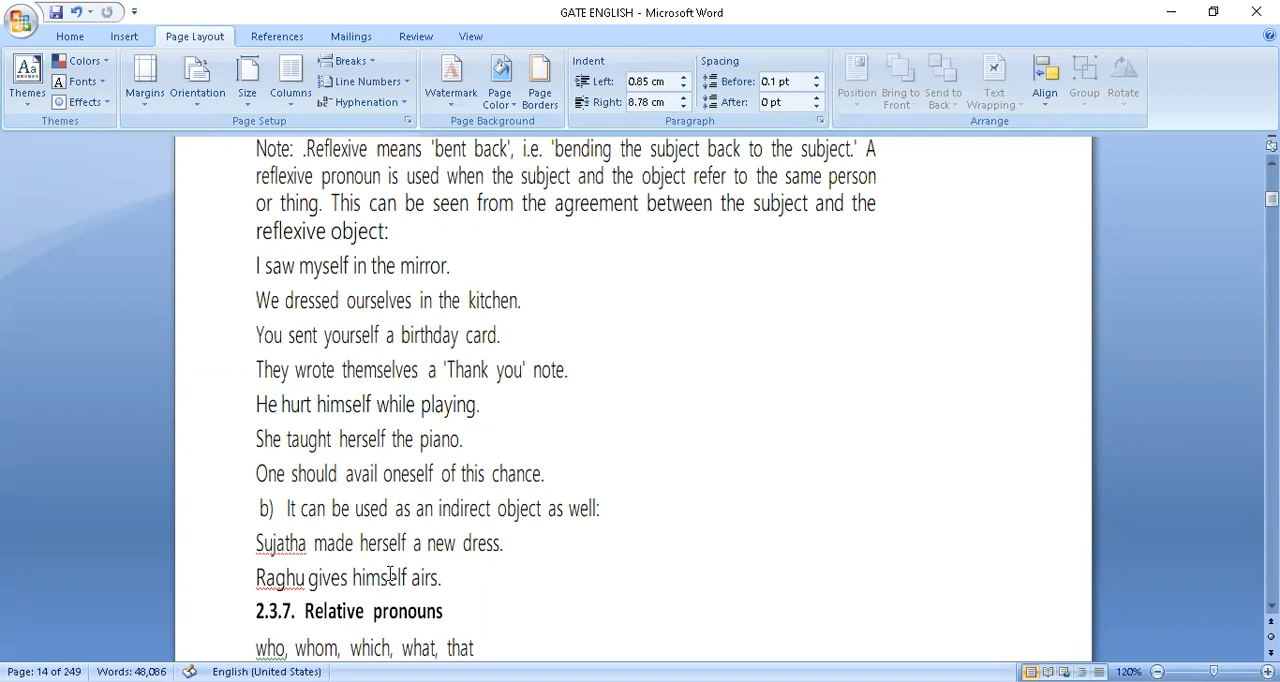 GATE ENGLISH - Microsoft Word
Home Insert Page Layout References Mailings Review View
Aa Themes Colors Fonts Effects Themes
Margins Orientation Size Columns Breaks Line Numbers Hyphenation Page Setup
Watermark Page Color Page Borders Page Background
Indent Left: 0.85 cm Right: 8.78 cm Spacing Before: 0.1 pt After: 0 pt Paragraph
Position Bring to Front Send to Back Text Wrapping Align Group Rotate Arrange
Note: .Reflexive means 'bent back', i.e. 'bending the subject back to the subject.' A
reflexive pronoun is used when the subject and the object refer to the same person
or thing. This can be seen from the agreement between the subject and the
reflexive object:
I saw myself in the mirror.
We dressed ourselves in the kitchen.
You sent yourself a birthday card.
They wrote themselves a 'Thank you' note.
He hurt himself while playing.
She taught herself the piano.
One should avail oneself of this chance.
b) It can be used as an indirect object as well:
Sujatha made herself a new dress.
Raghu gives himself airs.
2.3.7. Relative pronouns
who, whom, which, what, that
Page: 14 of 249 Words: 48,086 English (United States) 120%